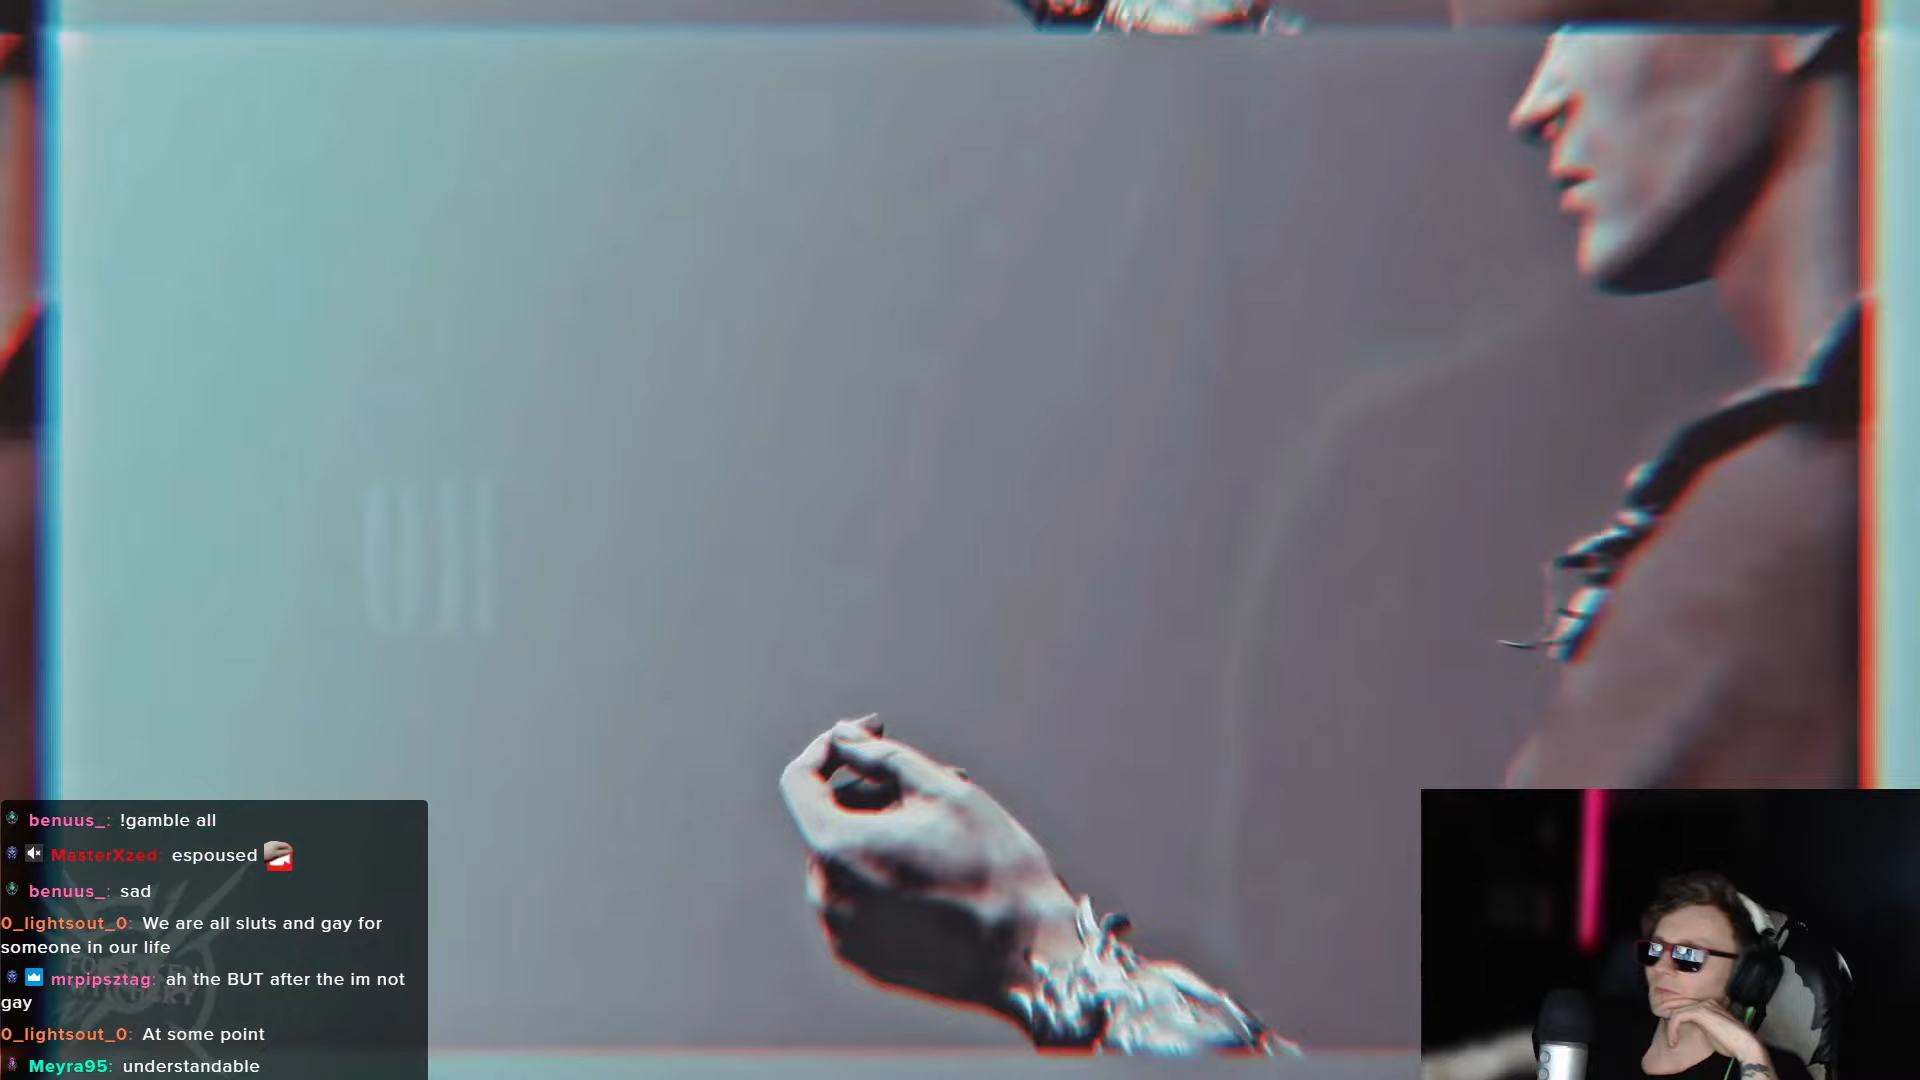 benuus_: !gamble all
MasterXzed: espoused
benuus_: sad
0_lightsout_0: We are all sluts and gay for
someone in our life
mrpipsztag: ah the BUT after the im not
gay
0_lightsout_0: At some point
Meyra95: understandable